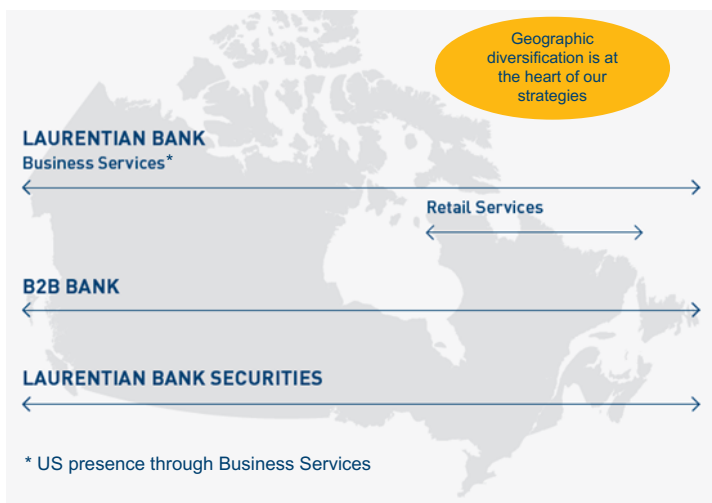 Geographic
diversification is at
the heart of our
strategies
LAURENTIAN BANK
Business Services*
Retail Services
B2B BANK
LAURENTIAN BANK SECURITIES
* US presence through Business Services